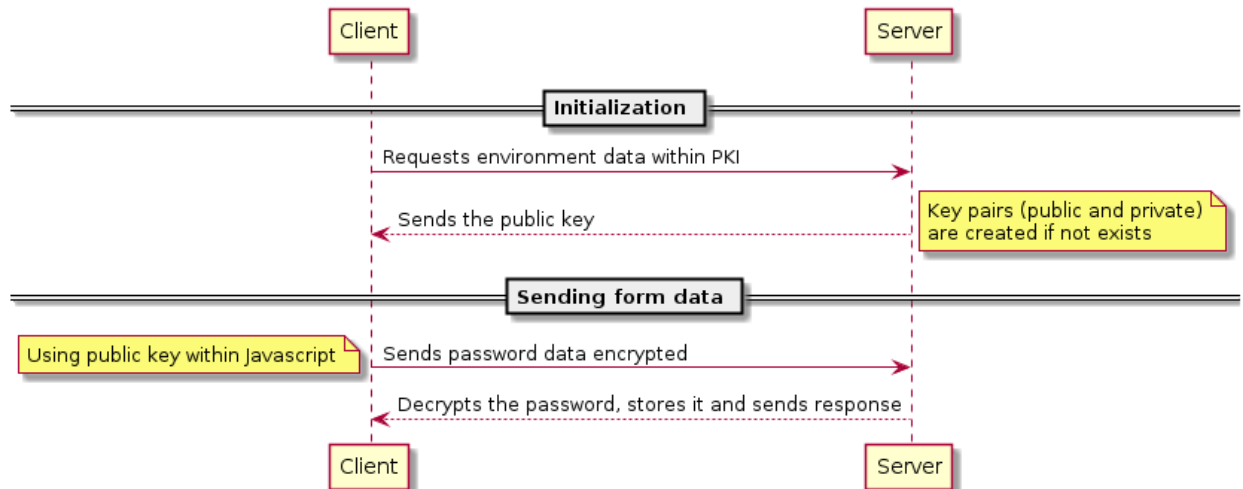 Client
Server
Initialization
Requests environment data within PKI
Sends the public key
Key pairs (public and private)
are created if not exists
Sending form data
Using public key within Javascript
Sends password data encrypted
Decrypts the password, stores it and sends response
Client
Server